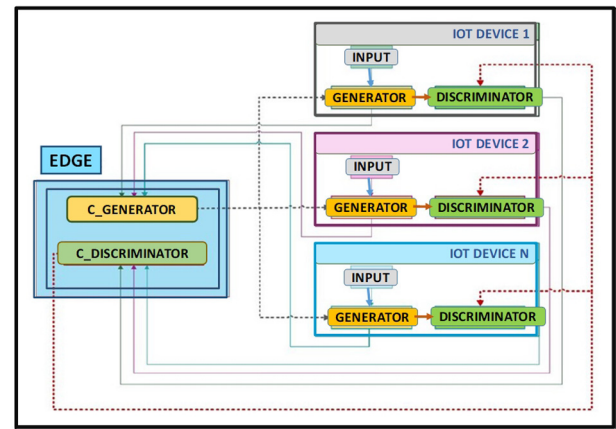 IOT DEVICE 1
INPUT
GENERATOR
DISCRIMINATOR
EDGE
C_GENERATOR
C_DISCRIMINATOR
IOT DEVICE 2
INPUT
GENERATOR
DISCRIMINATOR
IOT DEVICE N
INPUT
GENERATOR
DISCRIMINATOR